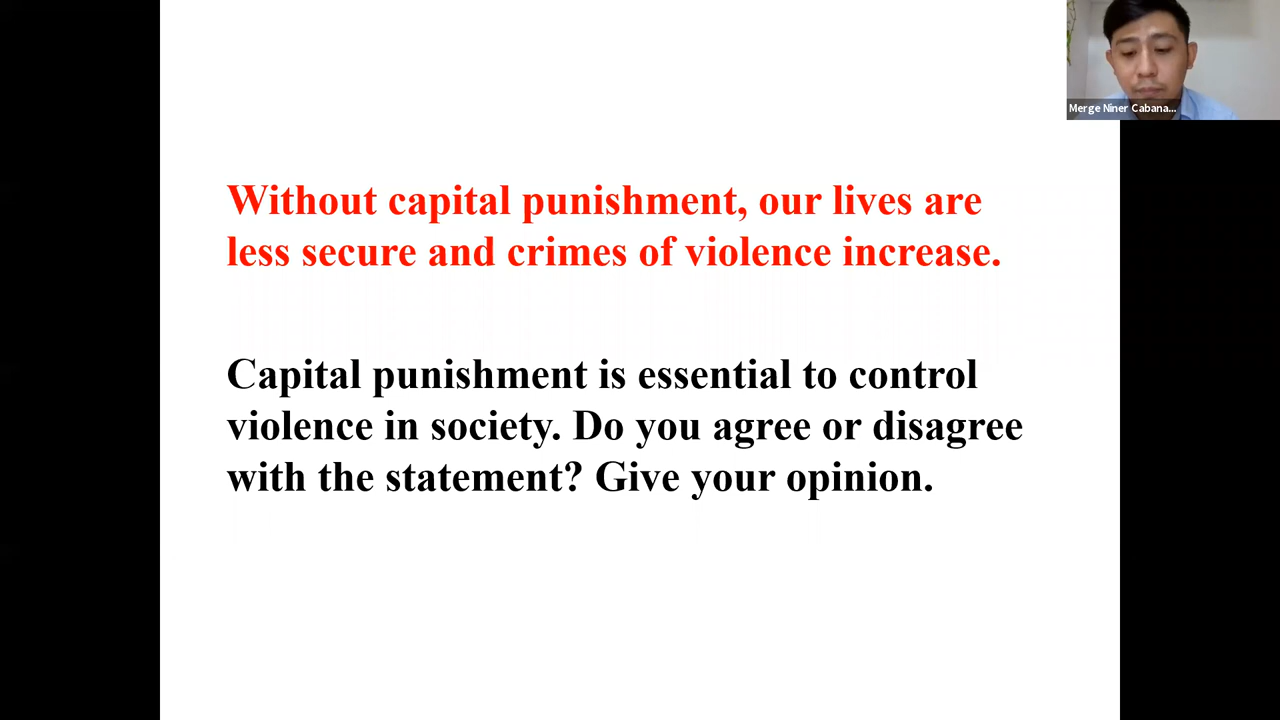 Merge Niner Cabana...
Without capital punishment, our lives are
less secure and crimes of violence increase.
Capital punishment is essential to control
violence in society. Do you agree or disagree
with the statement? Give your opinion.